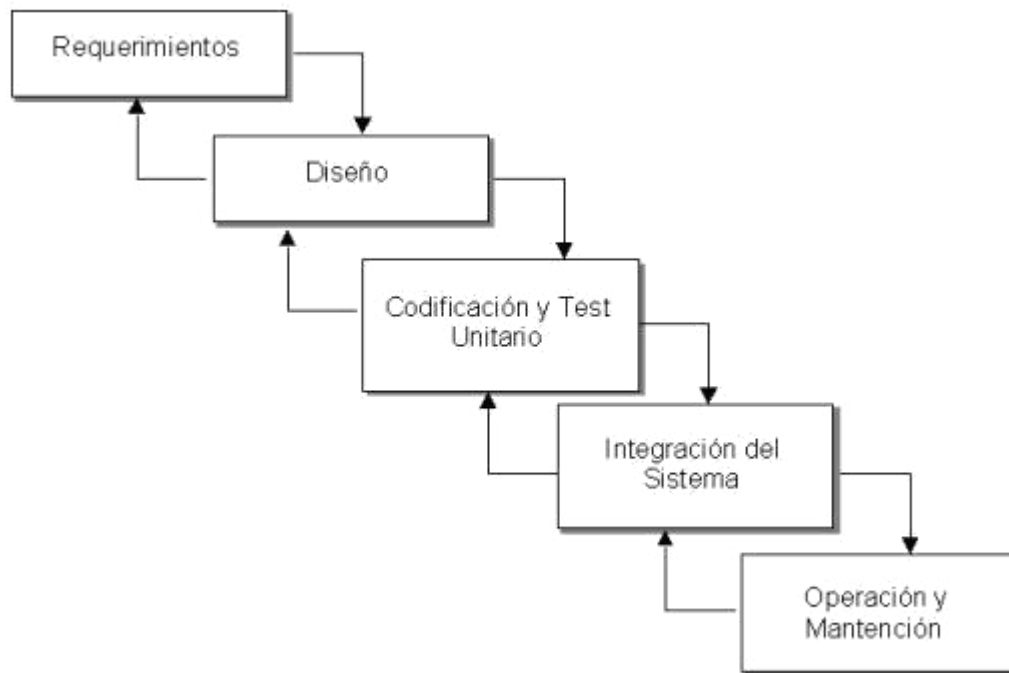 Requerimientos
Diseño
Codificación y Test
Unitario
Integración del
Sistema
Operación y
Mantención